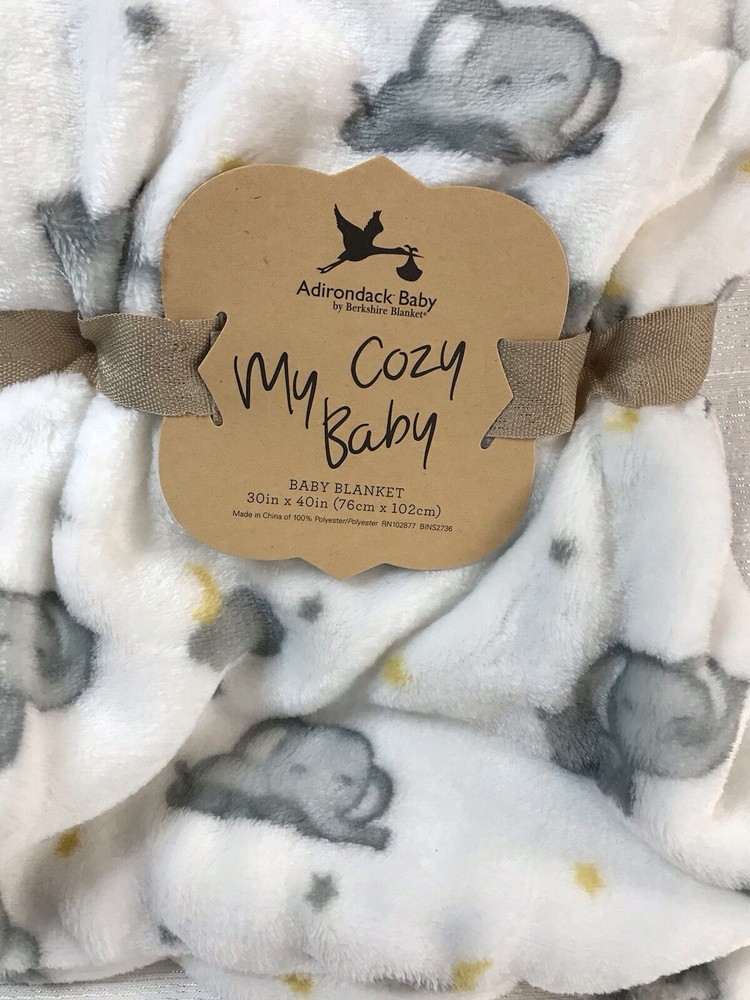 Adirondack Baby
by Berkshire Blanket®
My Cozy
Baby
BABY BLANKET
30in x 40in (76cm x 102cm)
Made in China of 100% Polyester/Polyester RN102877 BINS2736